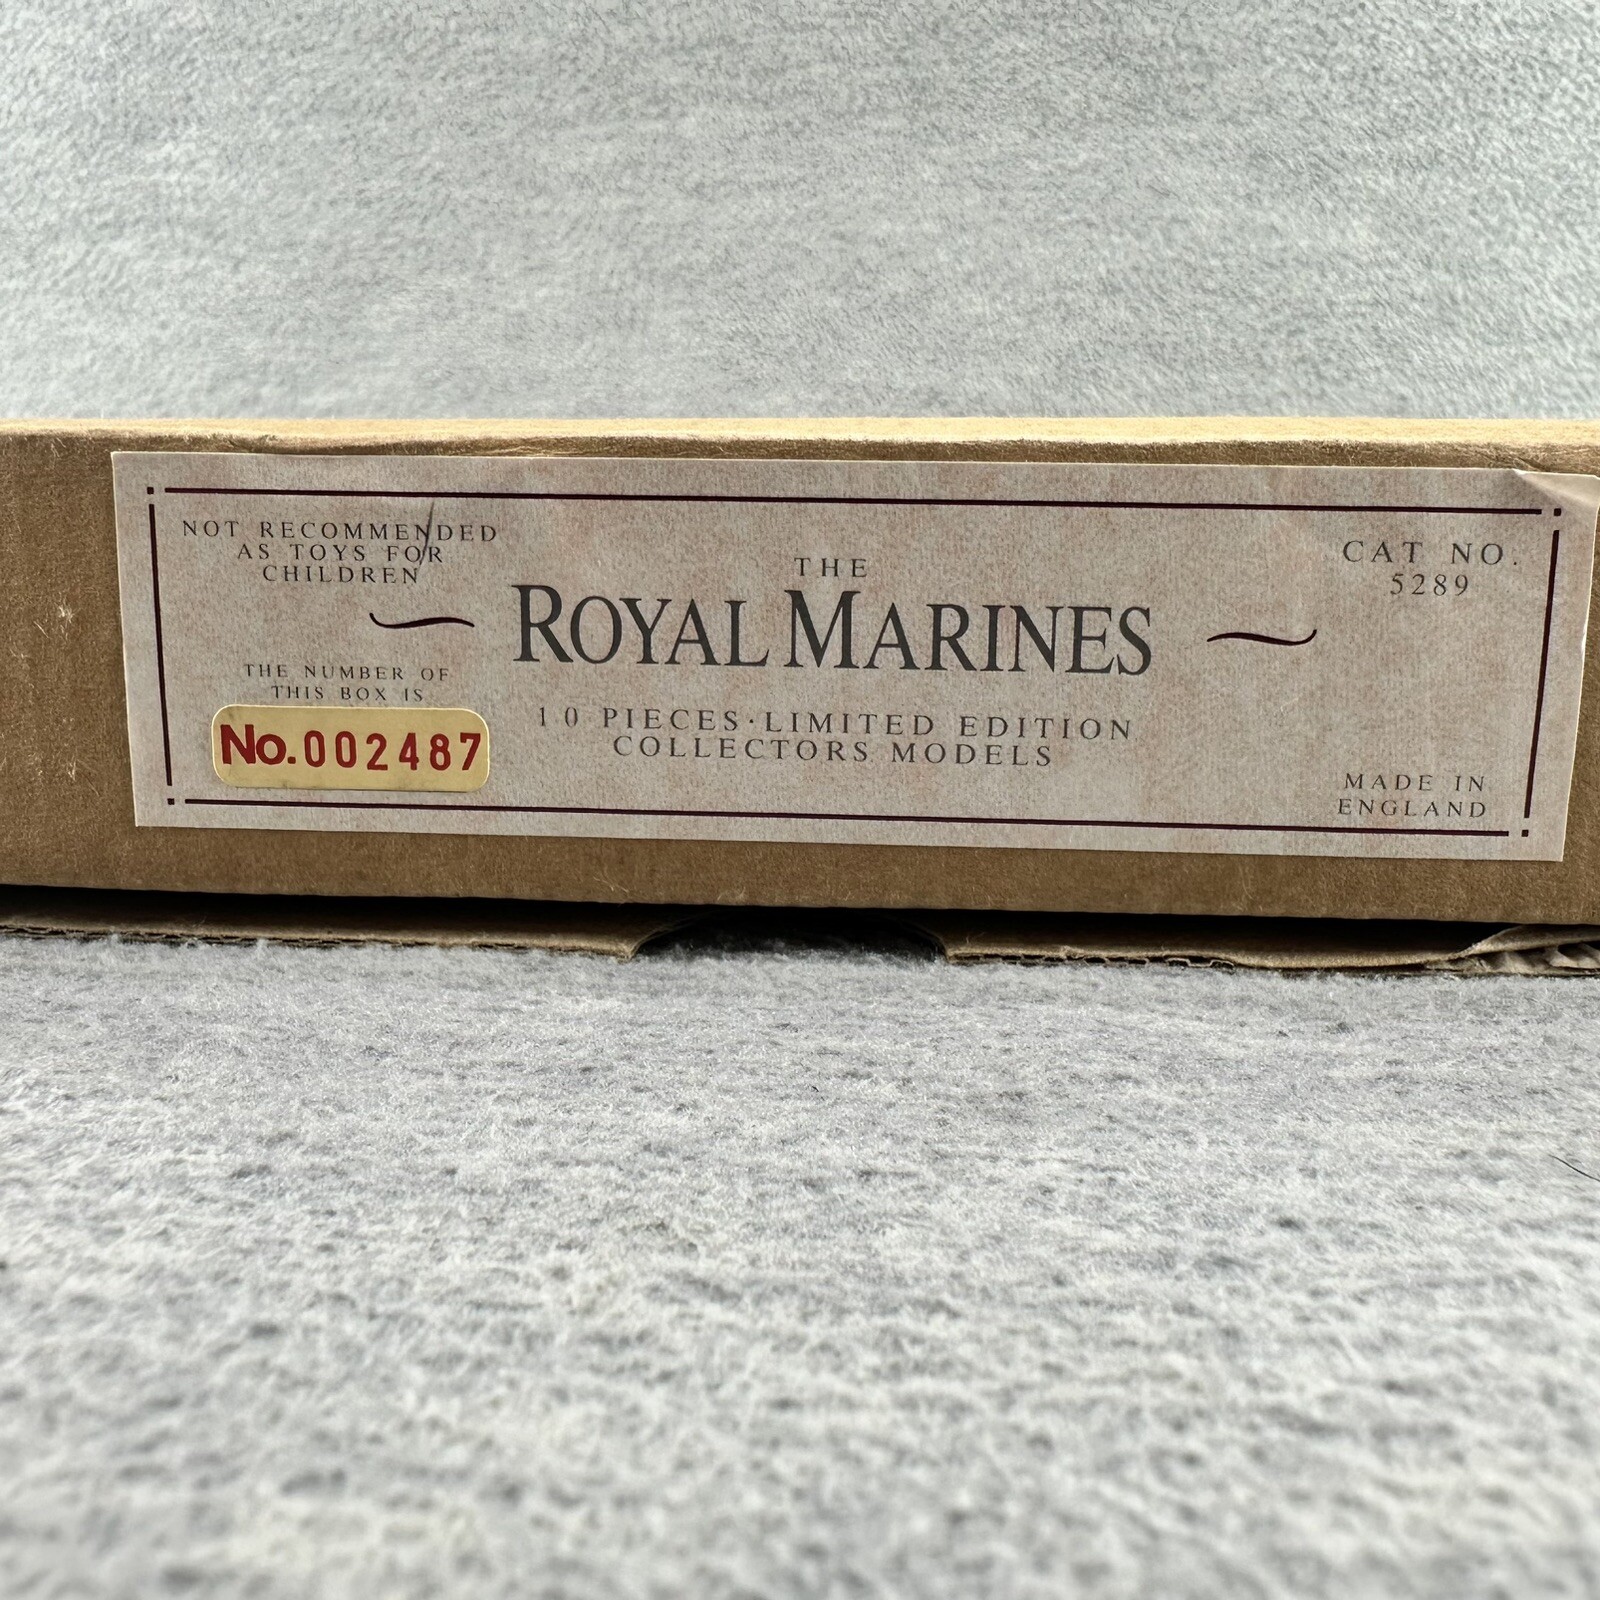 NOT RECOMMENDED
AS TOYS FOR
CHILDREN
THE NUMBER OF
THIS BOX IS
No.002487
THE
ROYAL MARINES
10 PIECES·LIMITED EDITION
COLLECTORS MODELS
CAT NO.
5289
MADE IN
ENGLAND